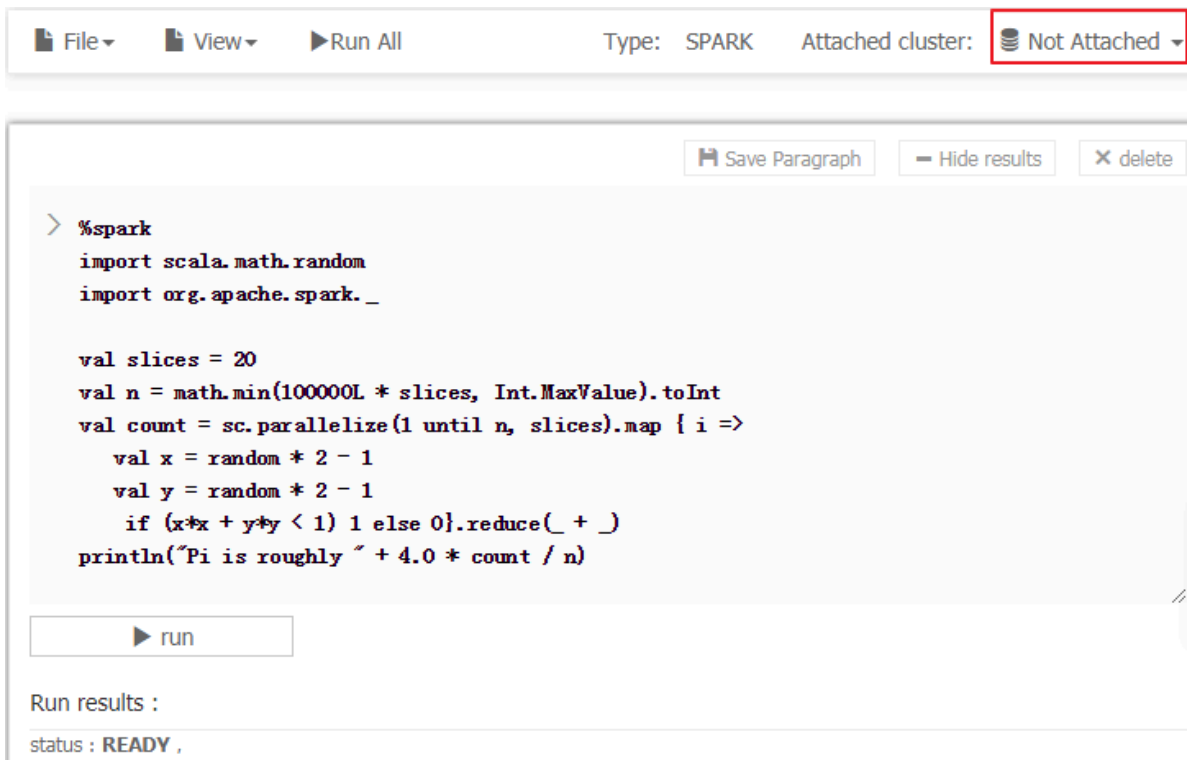 File View Run All Type: SPARK Attached cluster: Not Attached
Save Paragraph Hide results delete
%spark
import scala.math.random
import org.apache.spark._
val slices = 20
val n = math.min(100000L * slices, Int.MaxValue).toInt
val count = sc.parallelize(1 until n, slices).map { i =>
val x = random * 2 - 1
val y = random * 2 - 1
if (x*x + y*y < 1) 1 else 0}.reduce(_ + _)
println("Pi is roughly " + 4.0 * count / n)
run
Run results :
status : READY ,